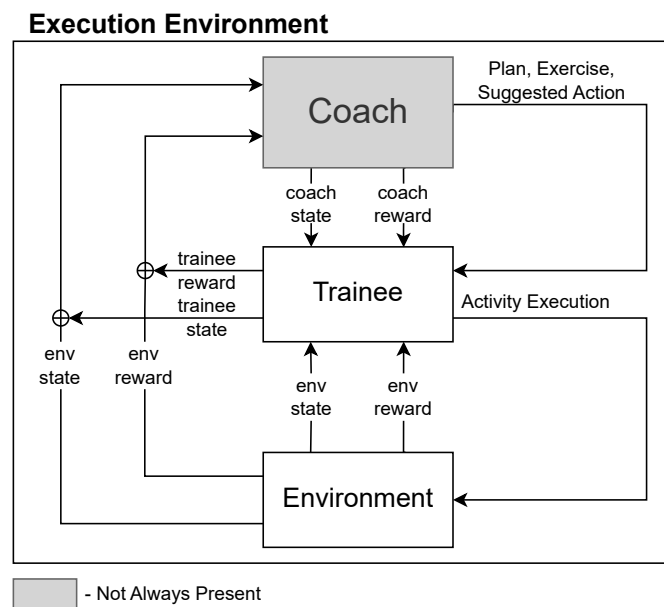 Execution Environment
Plan, Exercise,
Suggested Action
Coach
coach
state
coach
reward
trainee
reward
trainee
state
Trainee
Activity Execution
env
state
env
reward
env
state
env
reward
Environment
- Not Always Present